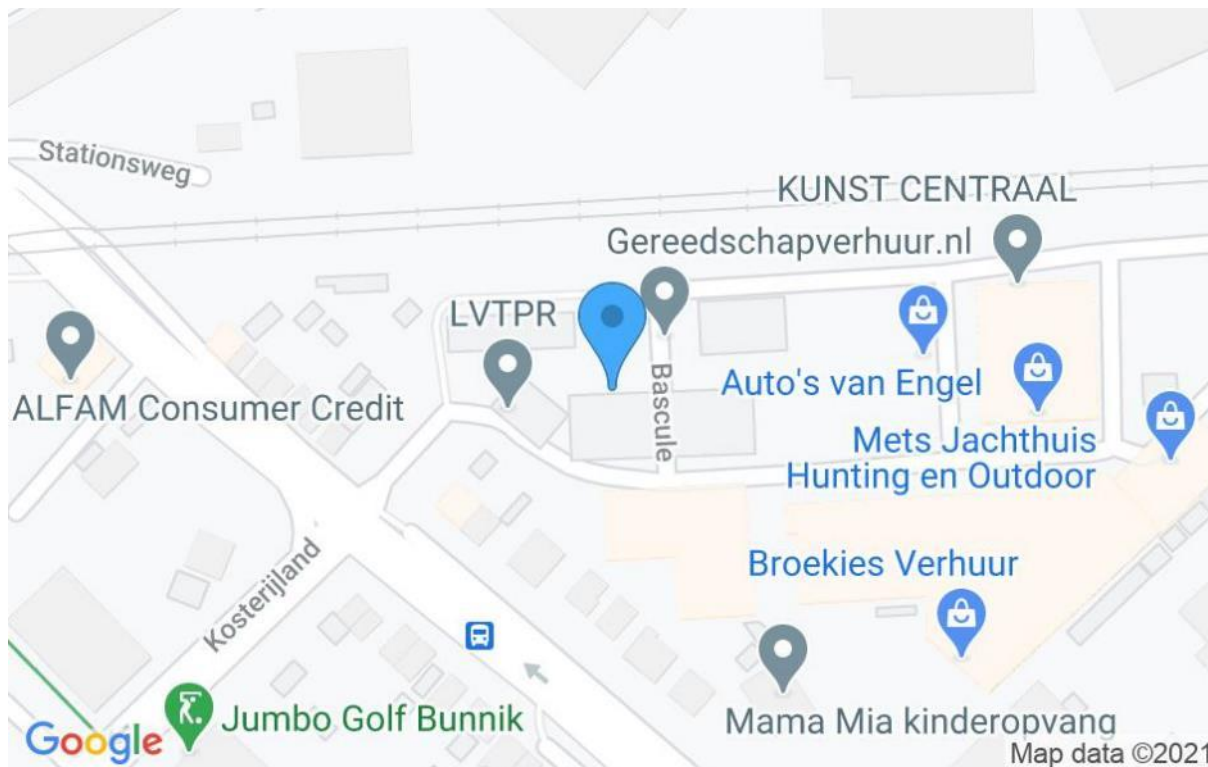 Stationsweg
KUNST CENTRAAL
Gereedschapverhuur.nl
LVTPR
Bascule
Auto's van Engel
ALFAM Consumer Credit
Mets Jachthuis
Hunting en Outdoor
Broekies Verhuur
Kosterijland
Jumbo Golf Bunnik
Mama Mia kinderopvang
Google
Map data ©2021